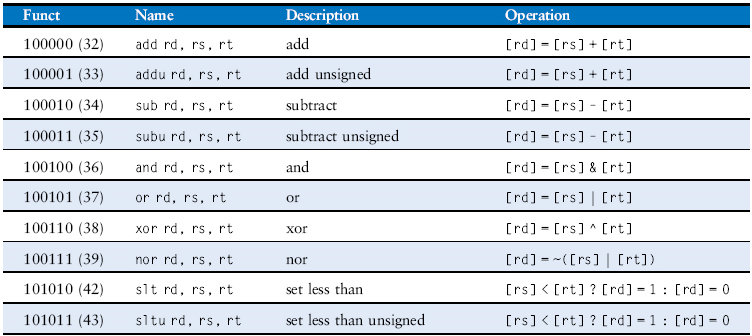 Funct Name Description Operation
100000 (32) add rd, rs, rt add [rd] = [rs] + [rt]
100001 (33) addu rd, rs, rt add unsigned [rd] = [rs] + [rt]
100010 (34) sub rd, rs, rt subtract [rd] = [rs] - [rt]
100011 (35) subu rd, rs, rt subtract unsigned [rd] = [rs] - [rt]
100100 (36) and rd, rs, rt and [rd] = [rs] & [rt]
100101 (37) or rd, rs, rt or [rd] = [rs] | [rt]
100110 (38) xor rd, rs, rt xor [rd] = [rs] ^ [rt]
100111 (39) nor rd, rs, rt nor [rd] = ~([rs] | [rt])
101010 (42) slt rd, rs, rt set less than [rs] < [rt] ? [rd] = 1 : [rd] = 0
101011 (43) sltu rd, rs, rt set less than unsigned [rs] < [rt] ? [rd] = 1 : [rd] = 0